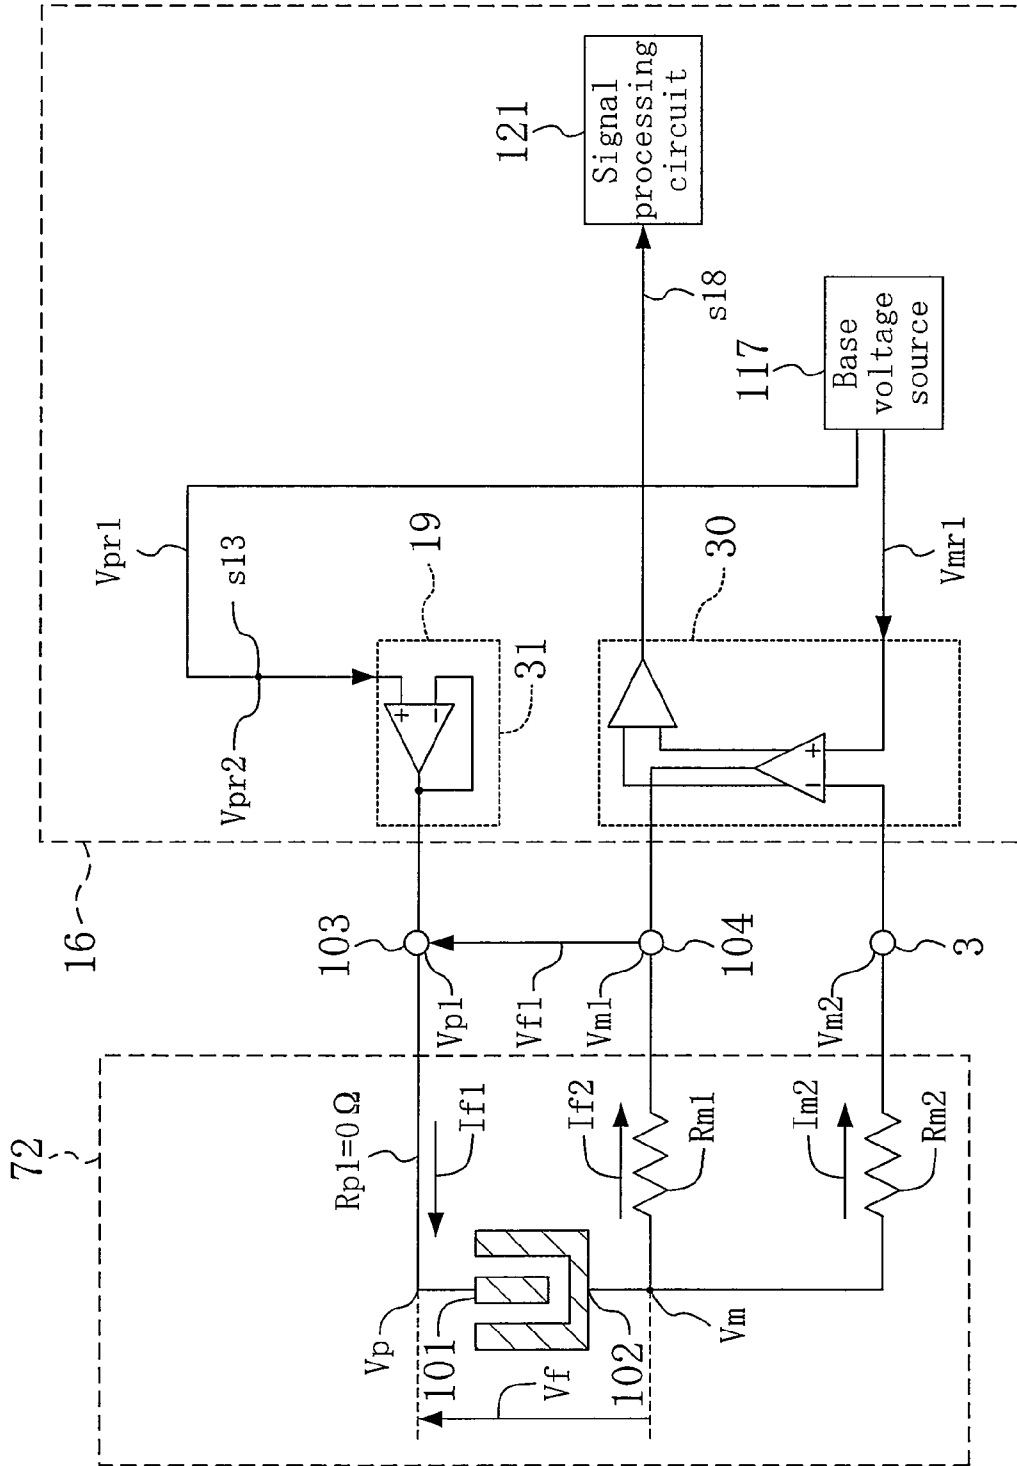 72
16
Vpr1
Vpr2
s13
Rp1=0Ω
If1
Vp
101
Vf
102
Vm
103
Vp1
Vf1
Vm1
104
19
+
−
31
If2
Rm1
Im2
Rm2
Vm2
3
30
−
+
Vmr1
s18
121
Signal
processing
circuit
117
Base
voltage
source